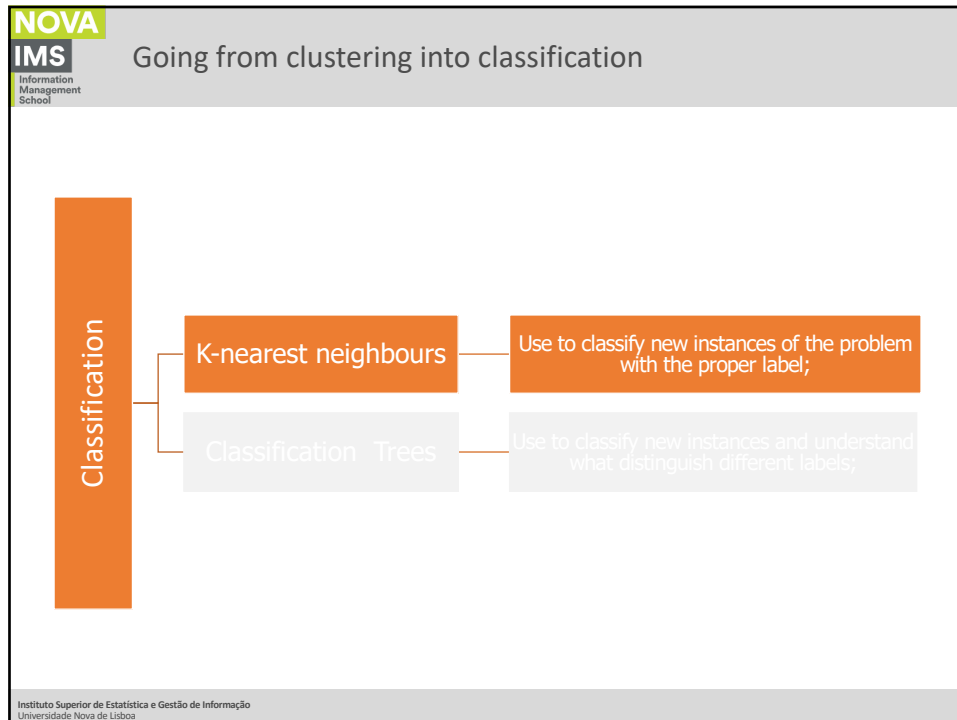 NOVA
IMS
Information
Management
School
Going from clustering into classification
Classification
K-nearest neighbours
Use to classify new instances of the problem
with the proper label;
Classification Trees
Use to classify new instances and understand
what distinguish different labels;
Instituto Superior de Estatística e Gestão de Informação
Universidade Nova de Lisboa